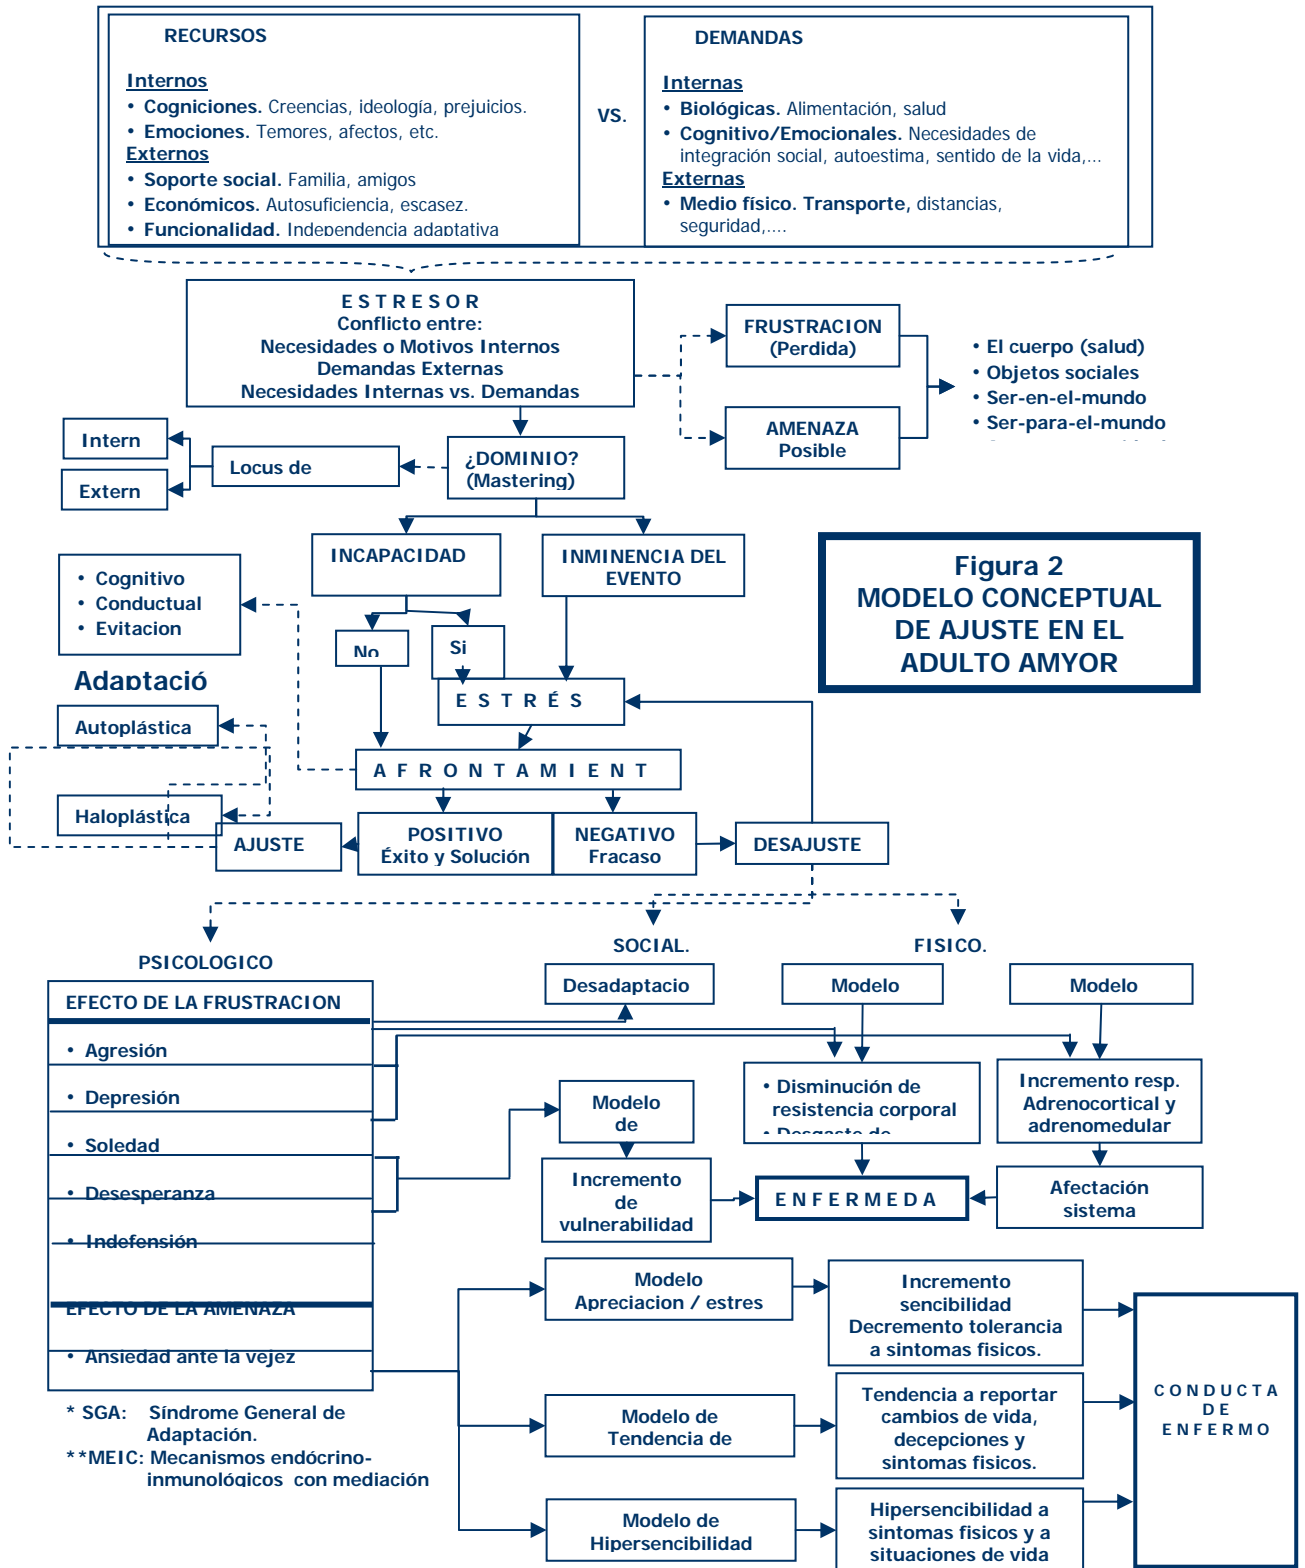 RECURSOS
Internos
• Cogniciones. Creencias, ideología, prejuicios.
• Emociones. Temores, afectos, etc.
Externos
• Soporte social. Familia, amigos
• Económicos. Autosuficiencia, escasez.
• Funcionalidad. Independencia adaptativa
VS.
DEMANDAS
Internas
• Biológicas. Alimentación, salud
• Cognitivo/Emocionales. Necesidades de
integración social, autoestima, sentido de la vida,...
Externas
• Medio físico. Transporte, distancias,
seguridad,....
E S T R E S O R
Conflicto entre:
Necesidades o Motivos Internos
Demandas Externas
Necesidades Internas vs. Demandas
FRUSTRACION
(Perdida)
AMENAZA
Posible
• El cuerpo (salud)
• Objetos sociales
• Ser-en-el-mundo
• Ser-para-el-mundo
Intern
Extern
Locus de
¿DOMINIO?
(Mastering)
INCAPACIDAD
INMINENCIA DEL
EVENTO
Figura 2
MODELO CONCEPTUAL
DE AJUSTE EN EL
ADULTO AMYOR
• Cognitivo
• Conductual
• Evitacion
No
Si
E S T R É S
Adaptació
Autoplástica
Haloplástica
A F R O N T A M I E N T
AJUSTE
POSITIVO
Éxito y Solución
NEGATIVO
Fracaso
DESAJUSTE
PSICOLOGICO
SOCIAL.
FISICO.
EFECTO DE LA FRUSTRACION
• Agresión
• Depresión
• Soledad
• Desesperanza
• Indefensión
EFECTO DE LA AMENAZA
• Ansiedad ante la vejez
Desadaptacio
Modelo
Modelo
Modelo
de
• Disminución de
resistencia corporal
• Desgaste de
Incremento resp.
Adrenocortical y
adrenomedular
Incremento
de
vulnerabilidad
E N F E R M E D A
Afectación
sistema
Modelo
Apreciacion / estres
Incremento
sencibilidad
Decremento tolerancia
a sintomas fisicos.
Modelo de
Tendencia de
Tendencia a reportar
cambios de vida,
decepciones y
sintomas fisicos.
Modelo de
Hipersencibilidad
Hipersencibilidad a
sintomas fisicos y a
situaciones de vida
C O N D U C T A
D E
E N F E R M O
* SGA: Síndrome General de
Adaptación.
**MEIC: Mecanismos endócrino-
inmunológicos con mediación